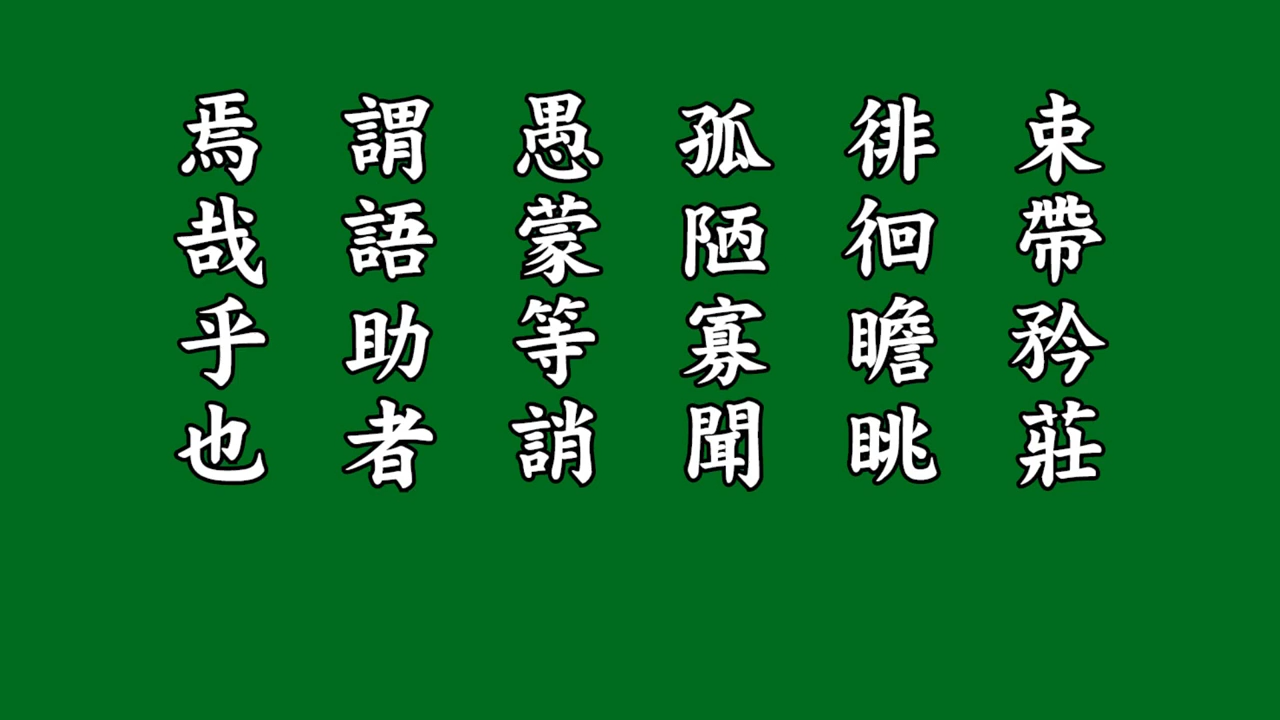 束帶矜莊
徘徊瞻眺
孤陋寡聞
愚蒙等誚
謂語助者
焉哉乎也